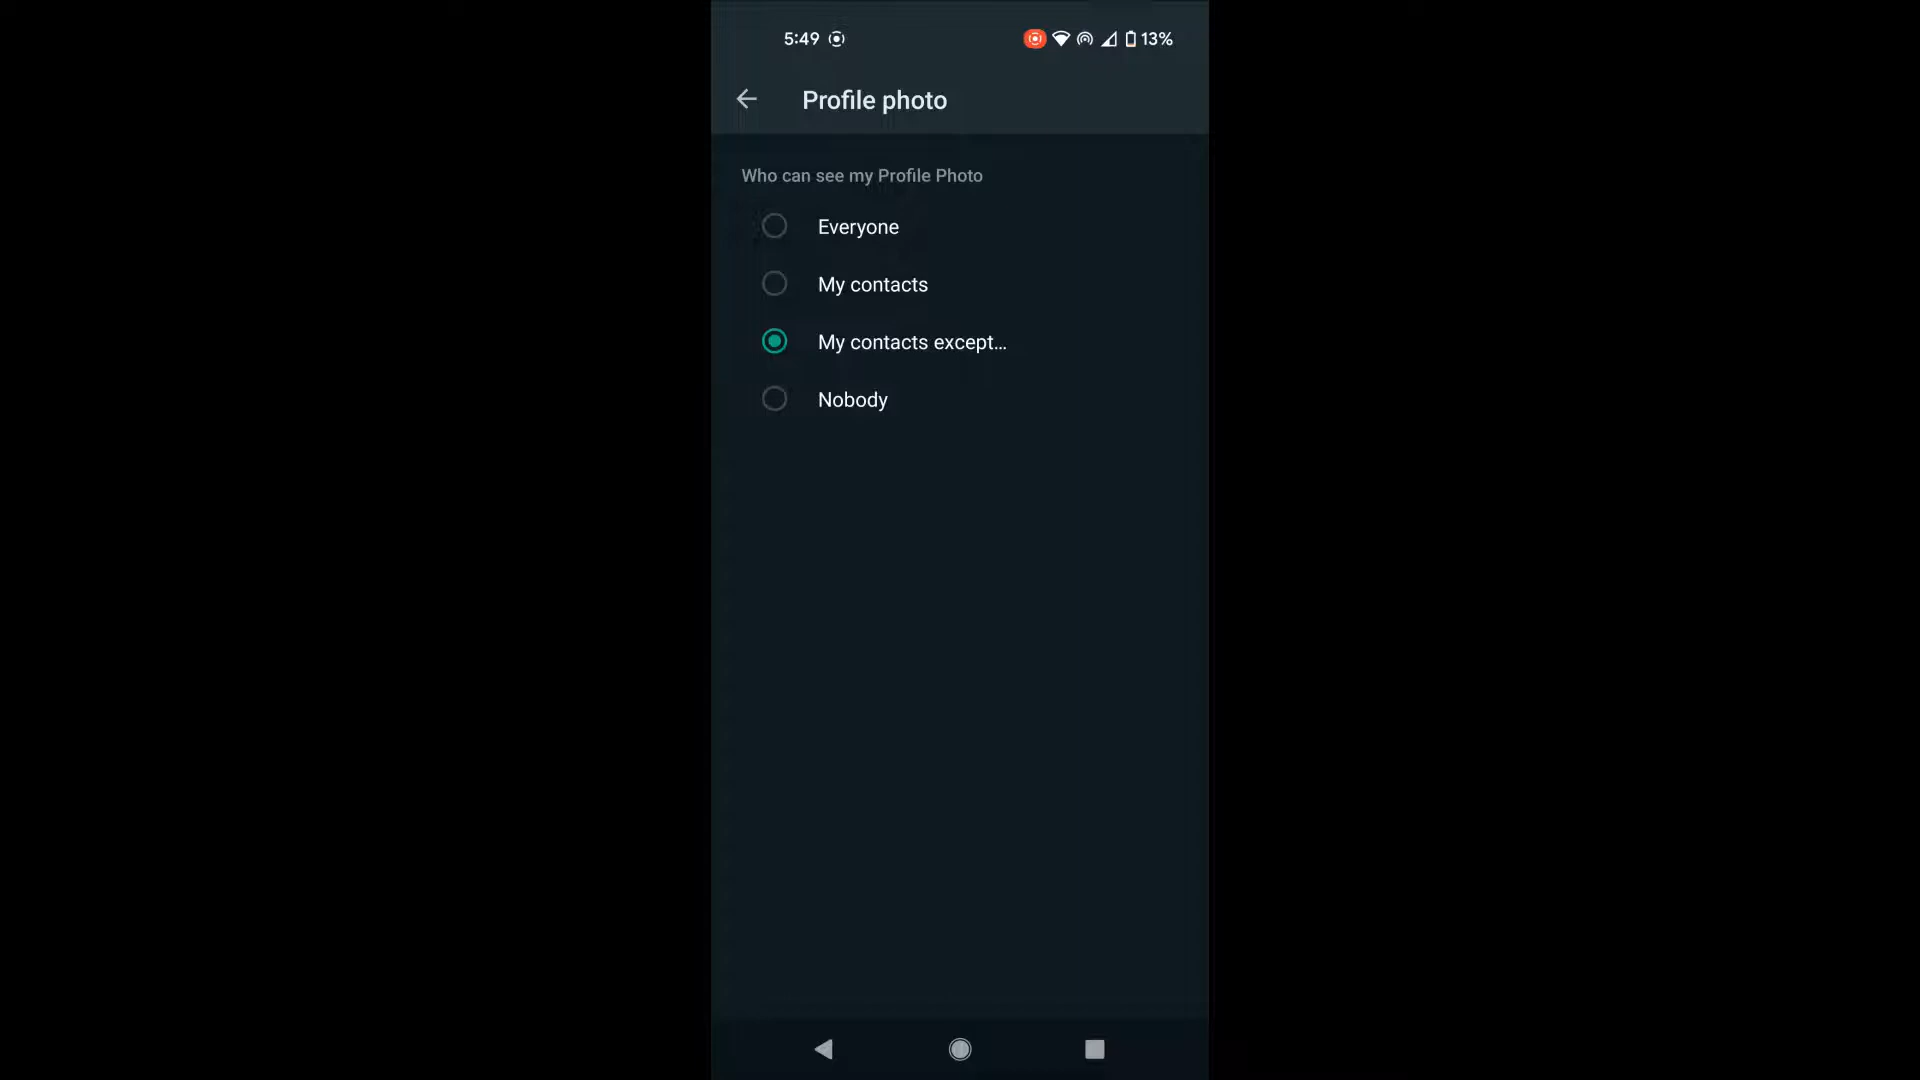 5:49 13%
Profile photo
Who can see my Profile Photo
Everyone
My contacts
My contacts except...
Nobody